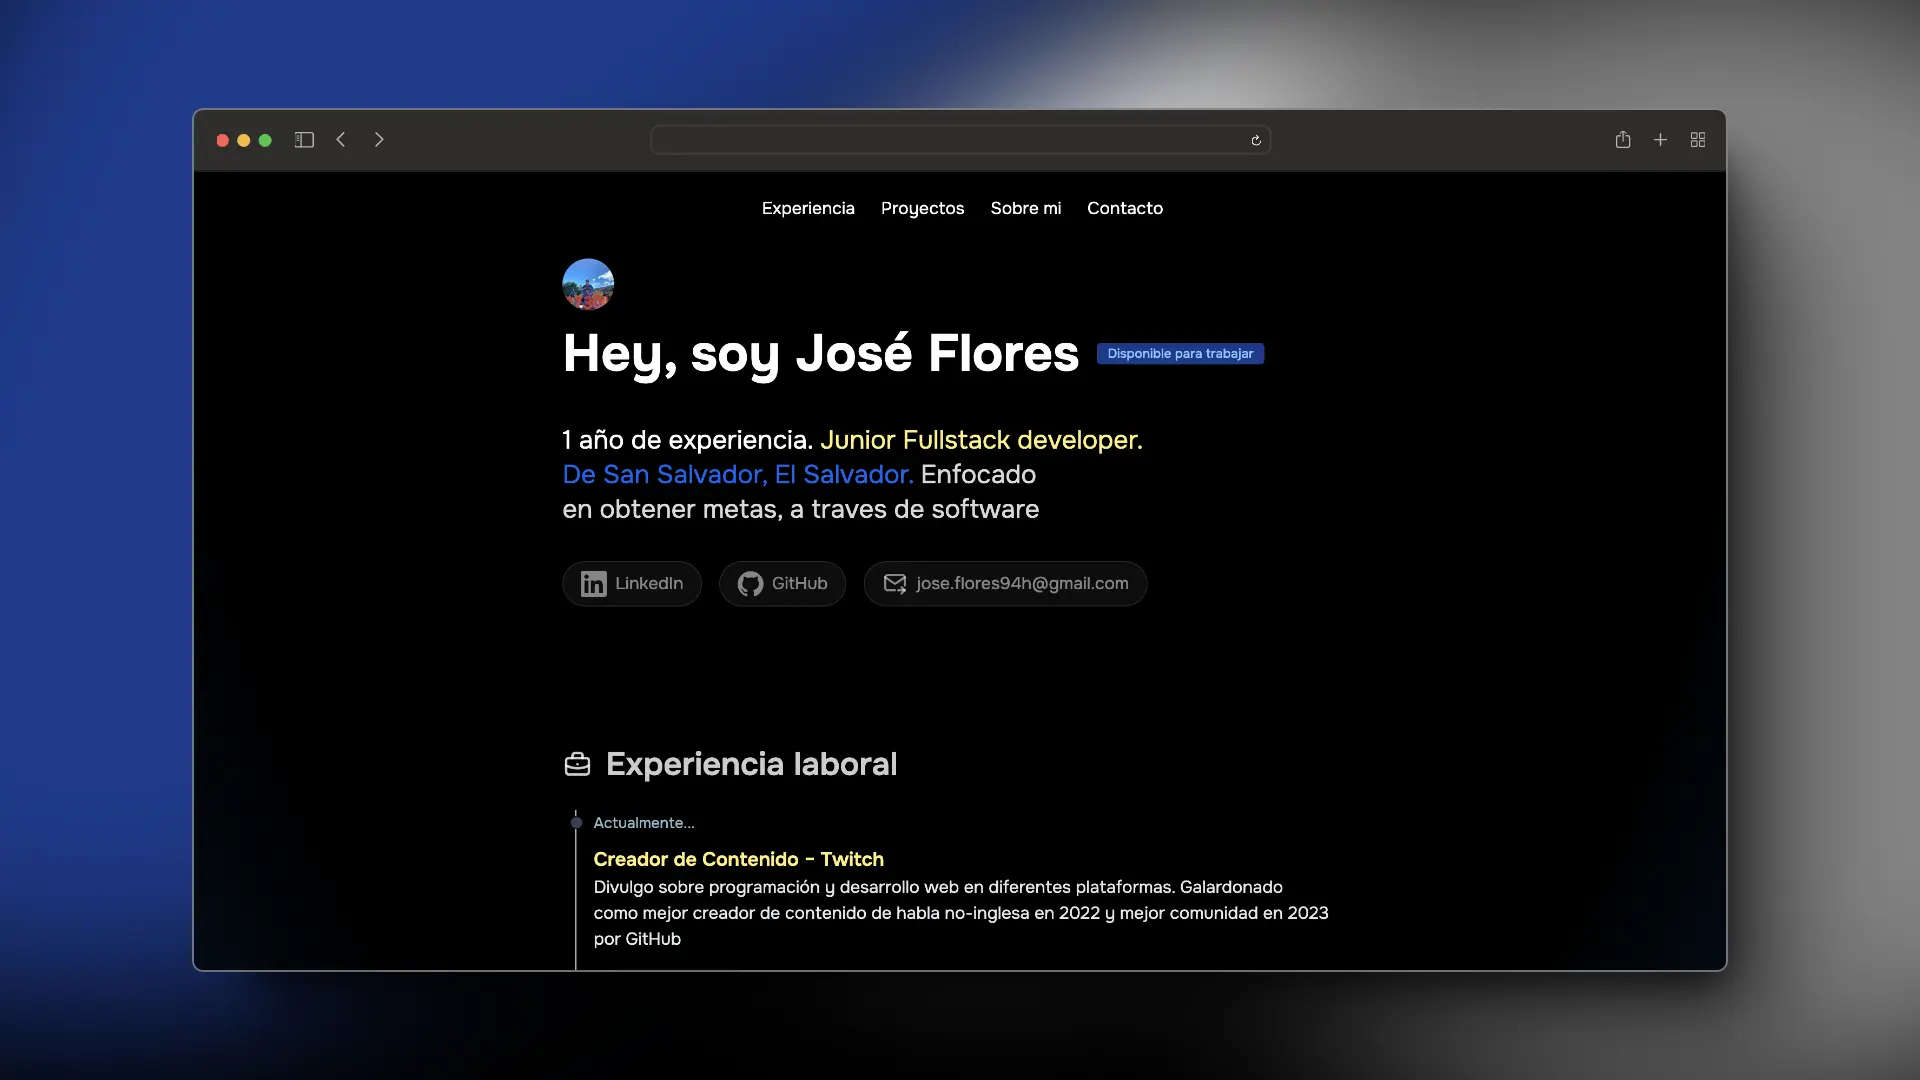 Experiencia Proyectos Sobre mi Contacto
Hey, soy José Flores Disponible para trabajar
1 año de experiencia. Junior Fullstack developer.
De San Salvador, El Salvador. Enfocado
en obtener metas, a traves de software
LinkedIn GitHub jose.flores94h@gmail.com
Experiencia laboral
Actualmente...
Creador de Contenido - Twitch
Divulgo sobre programación y desarrollo web en diferentes plataformas. Galardonado
como mejor creador de contenido de habla no-inglesa en 2022 y mejor comunidad en 2023
por GitHub